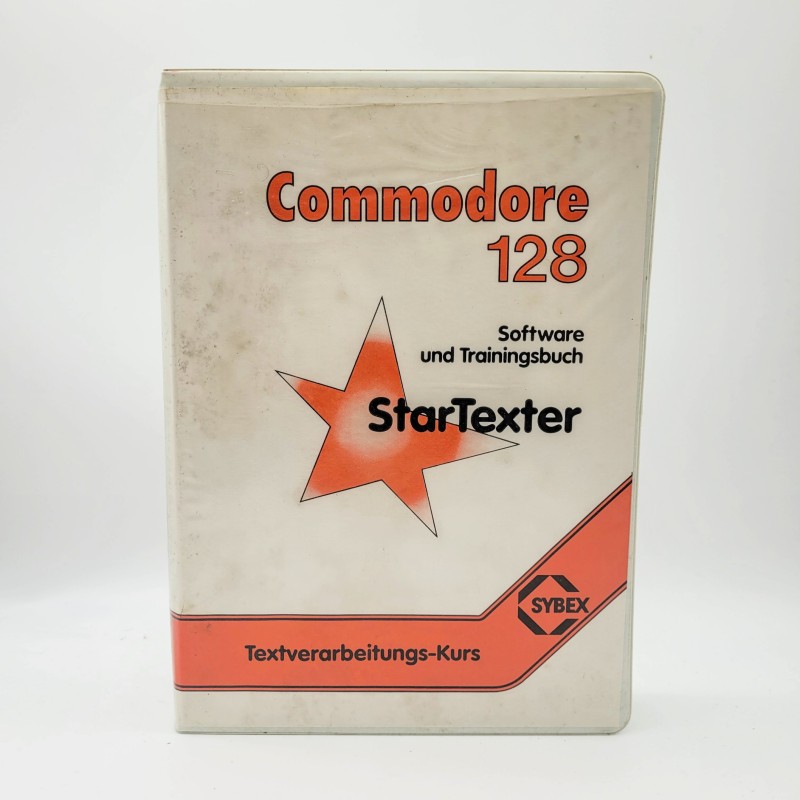 Commodore
128
Software
und Trainingsbuch
StarTexter
SYBEX
Textverarbeitungs-Kurs